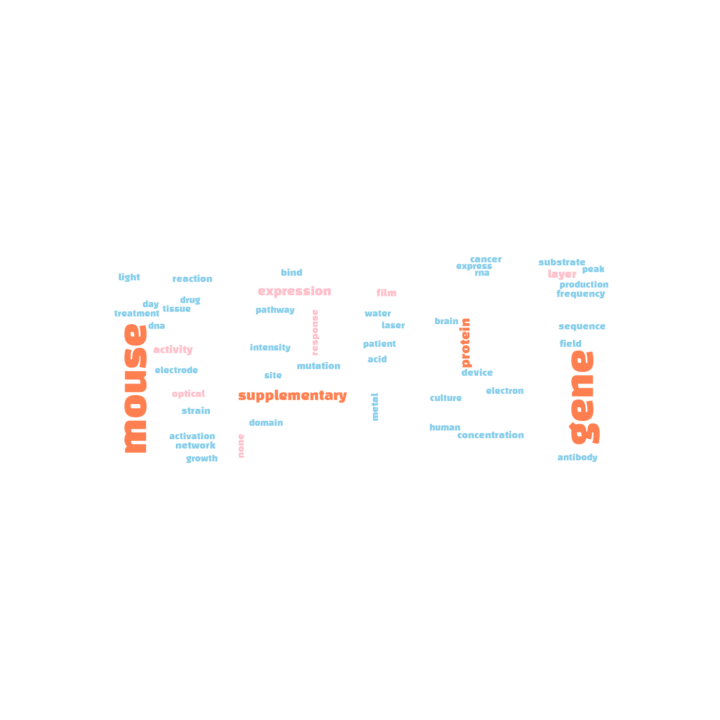 light
reaction
day
drug
treatment
tissue
dna
mouse
activity
electrode
optical
strain
activation
network
growth
bind
expression
pathway
response
intensity
mutation
site
supplementary
domain
none
film
water
laser
patient
acid
metal
cancer
express
rna
brain
protein
device
electron
culture
human
concentration
substrate
peak
layer
production
frequency
sequence
field
gene
antibody